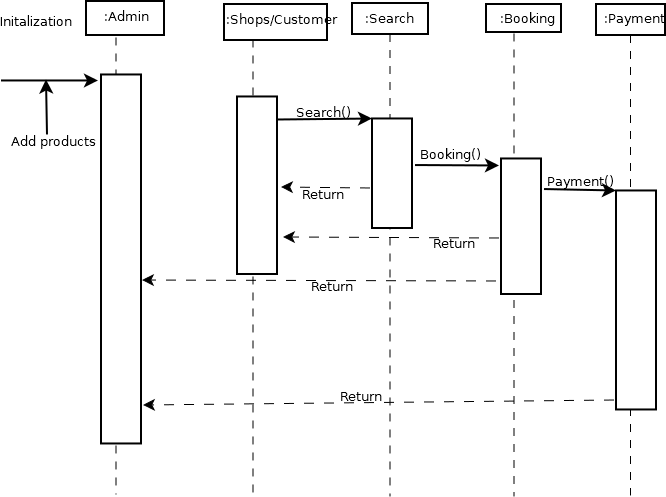 Initalization
:Admin
:Shops/Customer
:Search
:Booking
:Payment
Add products
Search()
Booking()
Payment()
Return
Return
Return
Return